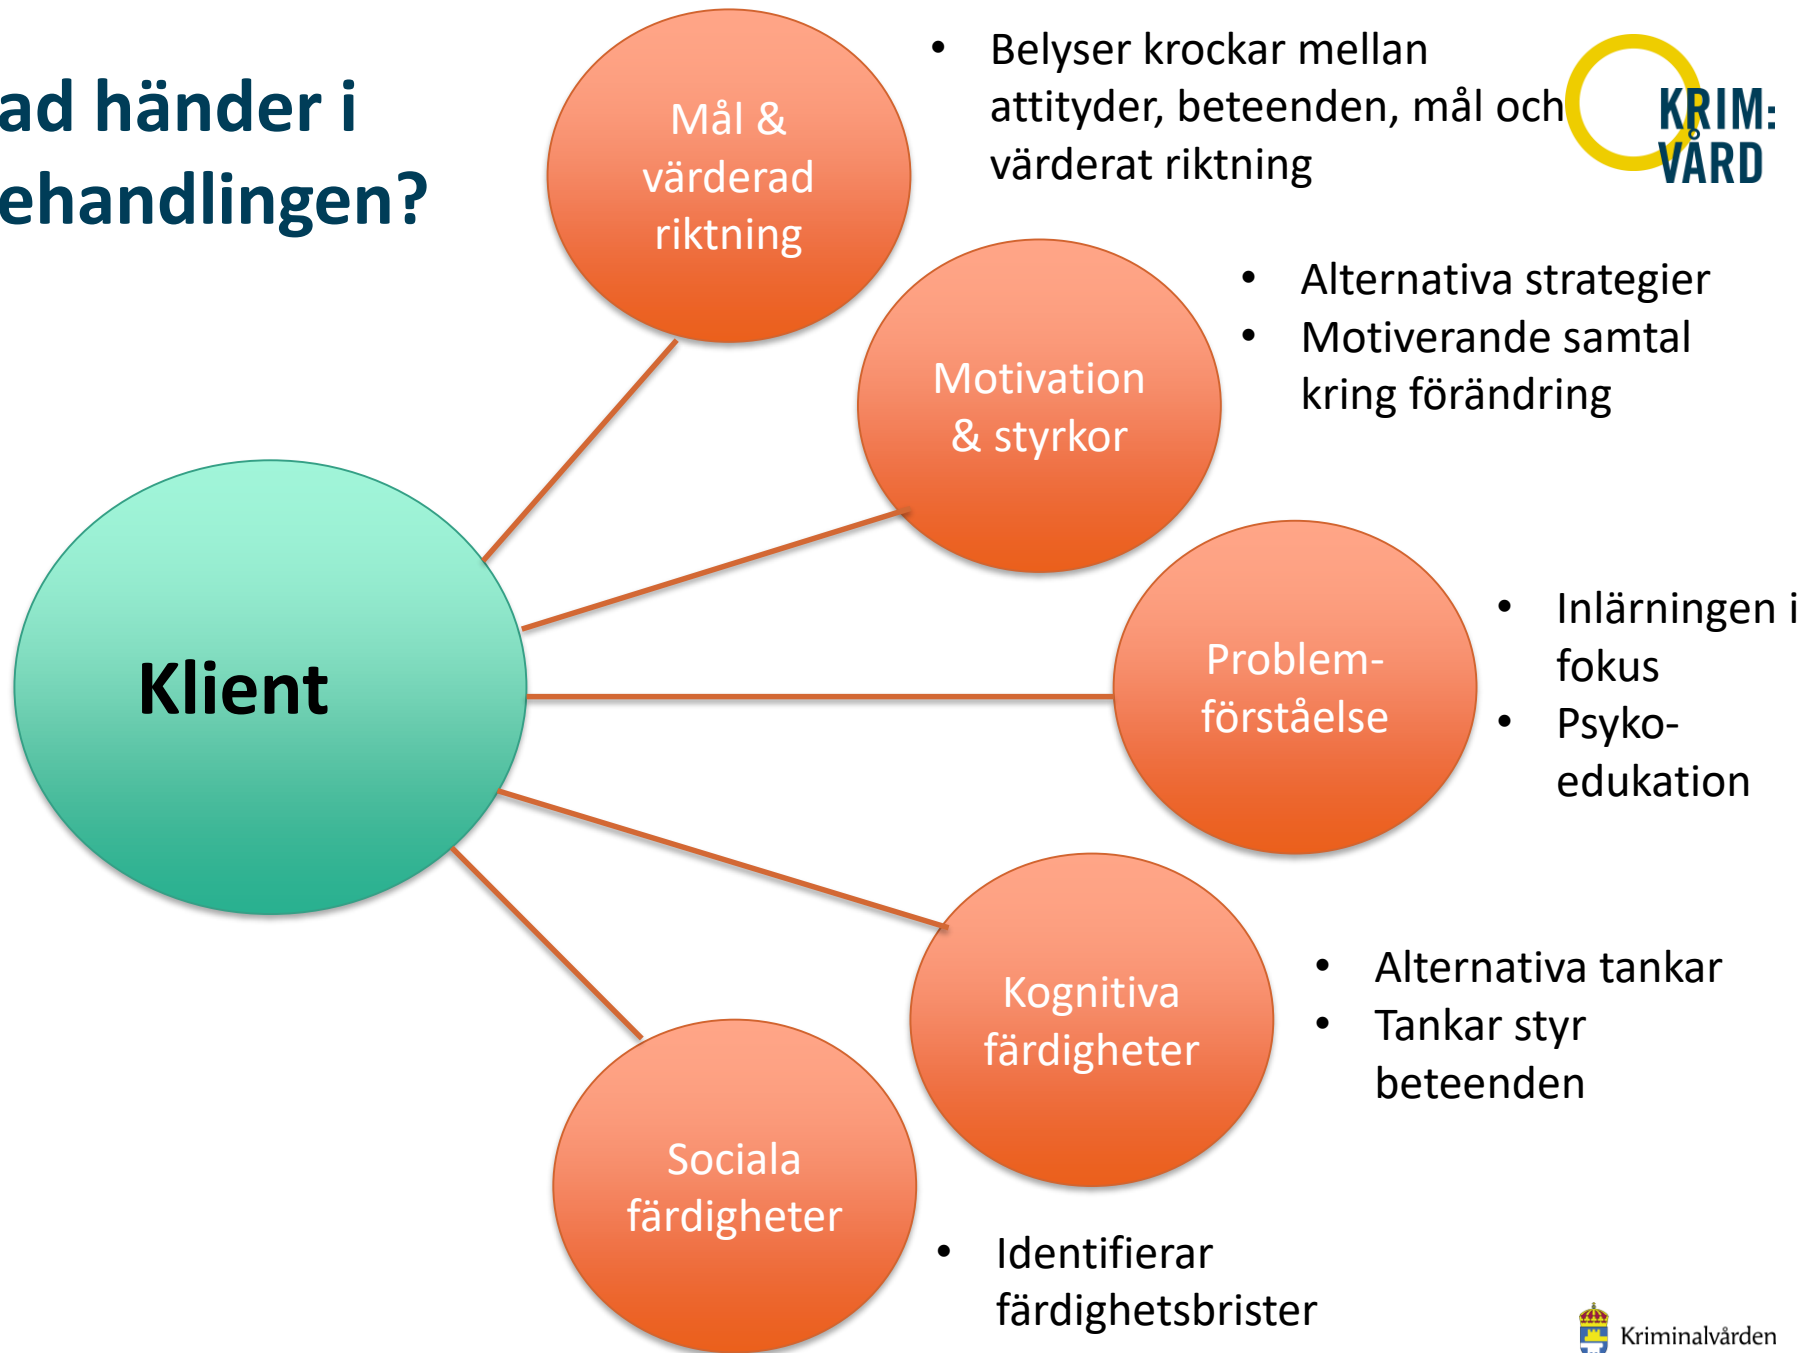 ad händer i
ehandlingen?
Mål &
värderad
riktning
• Belyser krockar mellan
attityder, beteenden, mål och
värderat riktning
KRIM:
VÅRD
Motivation
& styrkor
• Alternativa strategier
• Motiverande samtal
kring förändring
Klient
Problem-
förståelse
• Inlärningen i
fokus
• Psyko-
edukation
Kognitiva
färdigheter
• Alternativa tankar
• Tankar styr
beteenden
Sociala
färdigheter
• Identifierar
färdighetsbrister
Kriminalvården